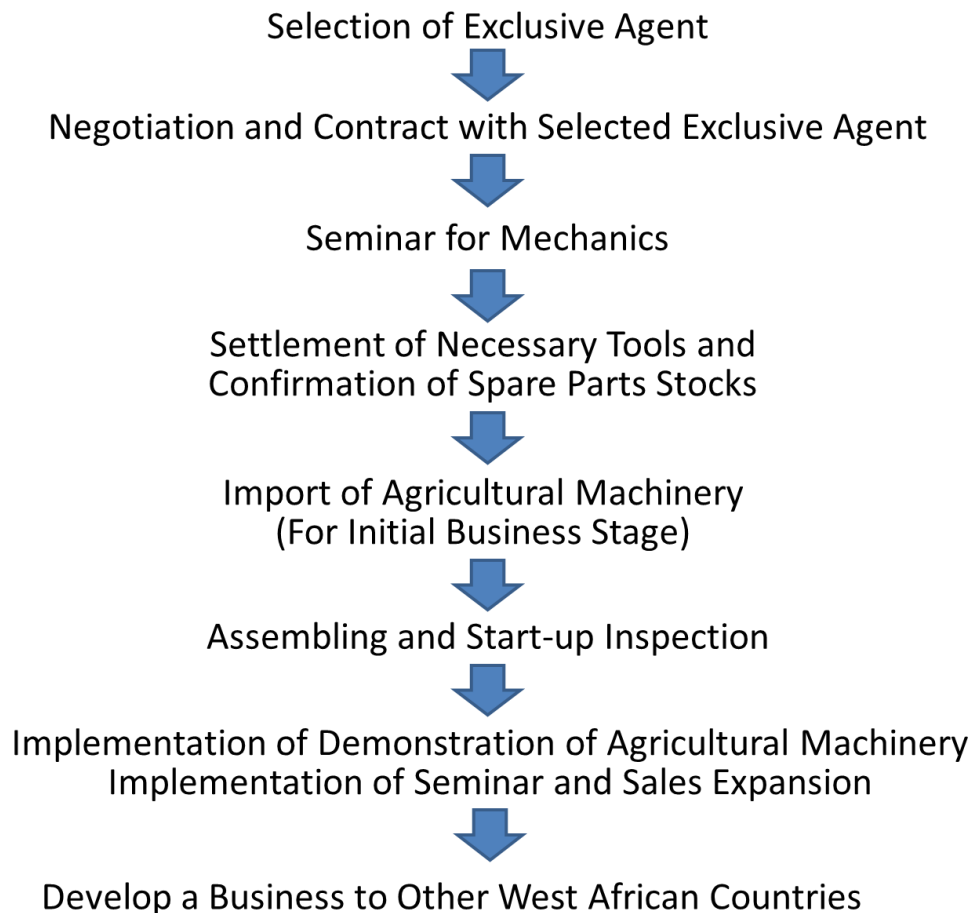 Selection of Exclusive Agent
Negotiation and Contract with Selected Exclusive Agent
Seminar for Mechanics
Settlement of Necessary Tools and
Confirmation of Spare Parts Stocks
Import of Agricultural Machinery
(For Initial Business Stage)
Assembling and Start-up Inspection
Implementation of Demonstration of Agricultural Machinery
Implementation of Seminar and Sales Expansion
Develop a Business to Other West African Countries